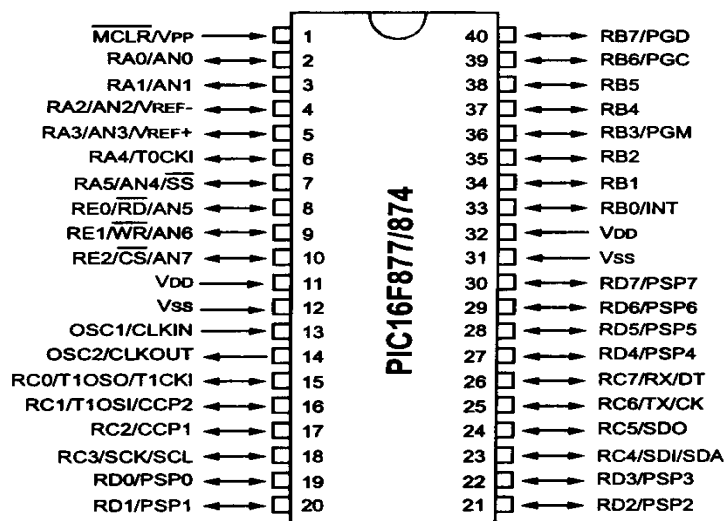 MCLR/VPP 1 40 RB7/PGD
RA0/AN0 2 39 RB6/PGC
RA1/AN1 3 38 RB5
RA2/AN2/VREF- 4 37 RB4
RA3/AN3/VREF+ 5 36 RB3/PGM
RA4/T0CKI 6 35 RB2
RA5/AN4/SS 7 34 RB1
RE0/RD/AN5 8 33 RB0/INT
RE1/WR/AN6 9 32 VDD
RE2/CS/AN7 10 31 VSS
VDD 11 30 RD7/PSP7
VSS 12 29 RD6/PSP6
OSC1/CLKIN 13 28 RD5/PSP5
OSC2/CLKOUT 14 27 RD4/PSP4
RC0/T1OSO/T1CKI 15 26 RC7/RX/DT
RC1/T1OSI/CCP2 16 25 RC6/TX/CK
RC2/CCP1 17 24 RC5/SDO
RC3/SCK/SCL 18 23 RC4/SDI/SDA
RD0/PSP0 19 22 RD3/PSP3
RD1/PSP1 20 21 RD2/PSP2
PIC16F877/874